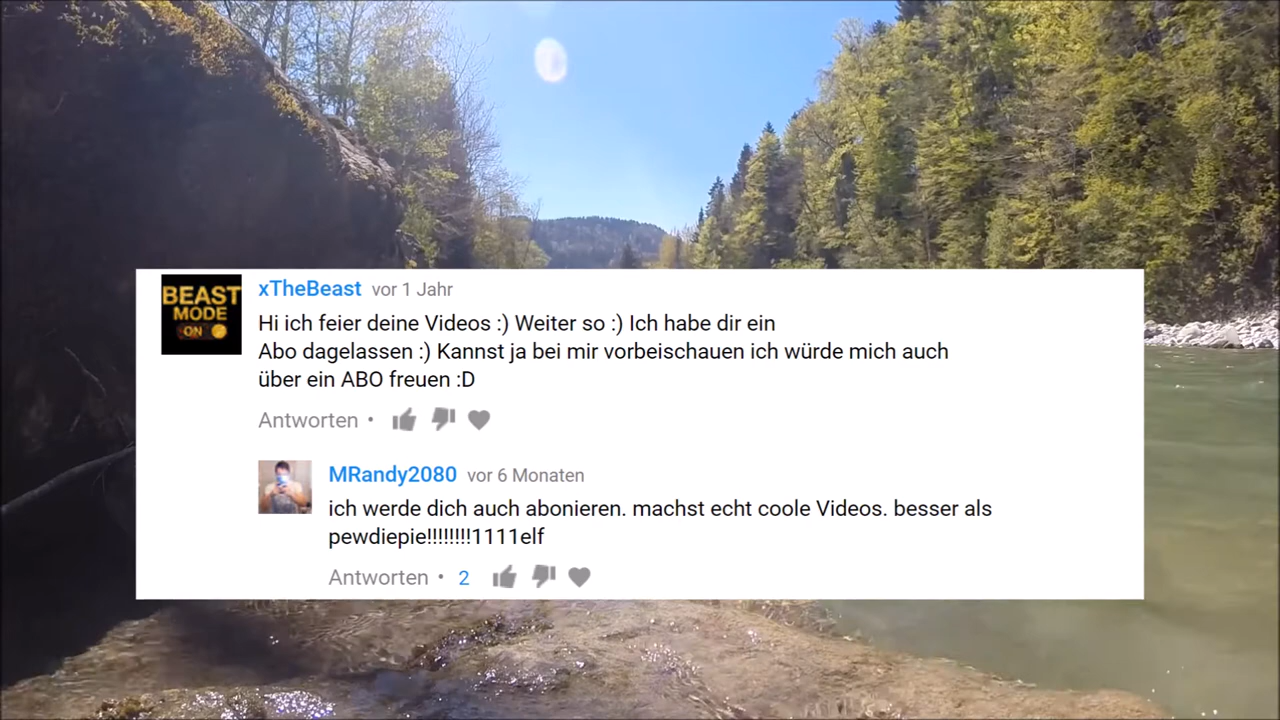 BEAST
MODE
ON
xTheBeast vor 1 Jahr
Hi ich feier deine Videos :) Weiter so :) Ich habe dir ein
Abo dagelassen :) Kannst ja bei mir vorbeischauen ich würde mich auch
über ein ABO freuen :D
Antworten •
MRandy2080 vor 6 Monaten
ich werde dich auch abonieren. machst echt coole Videos. besser als
pewdiepie!!!!!!!!1111elf
Antworten • 2